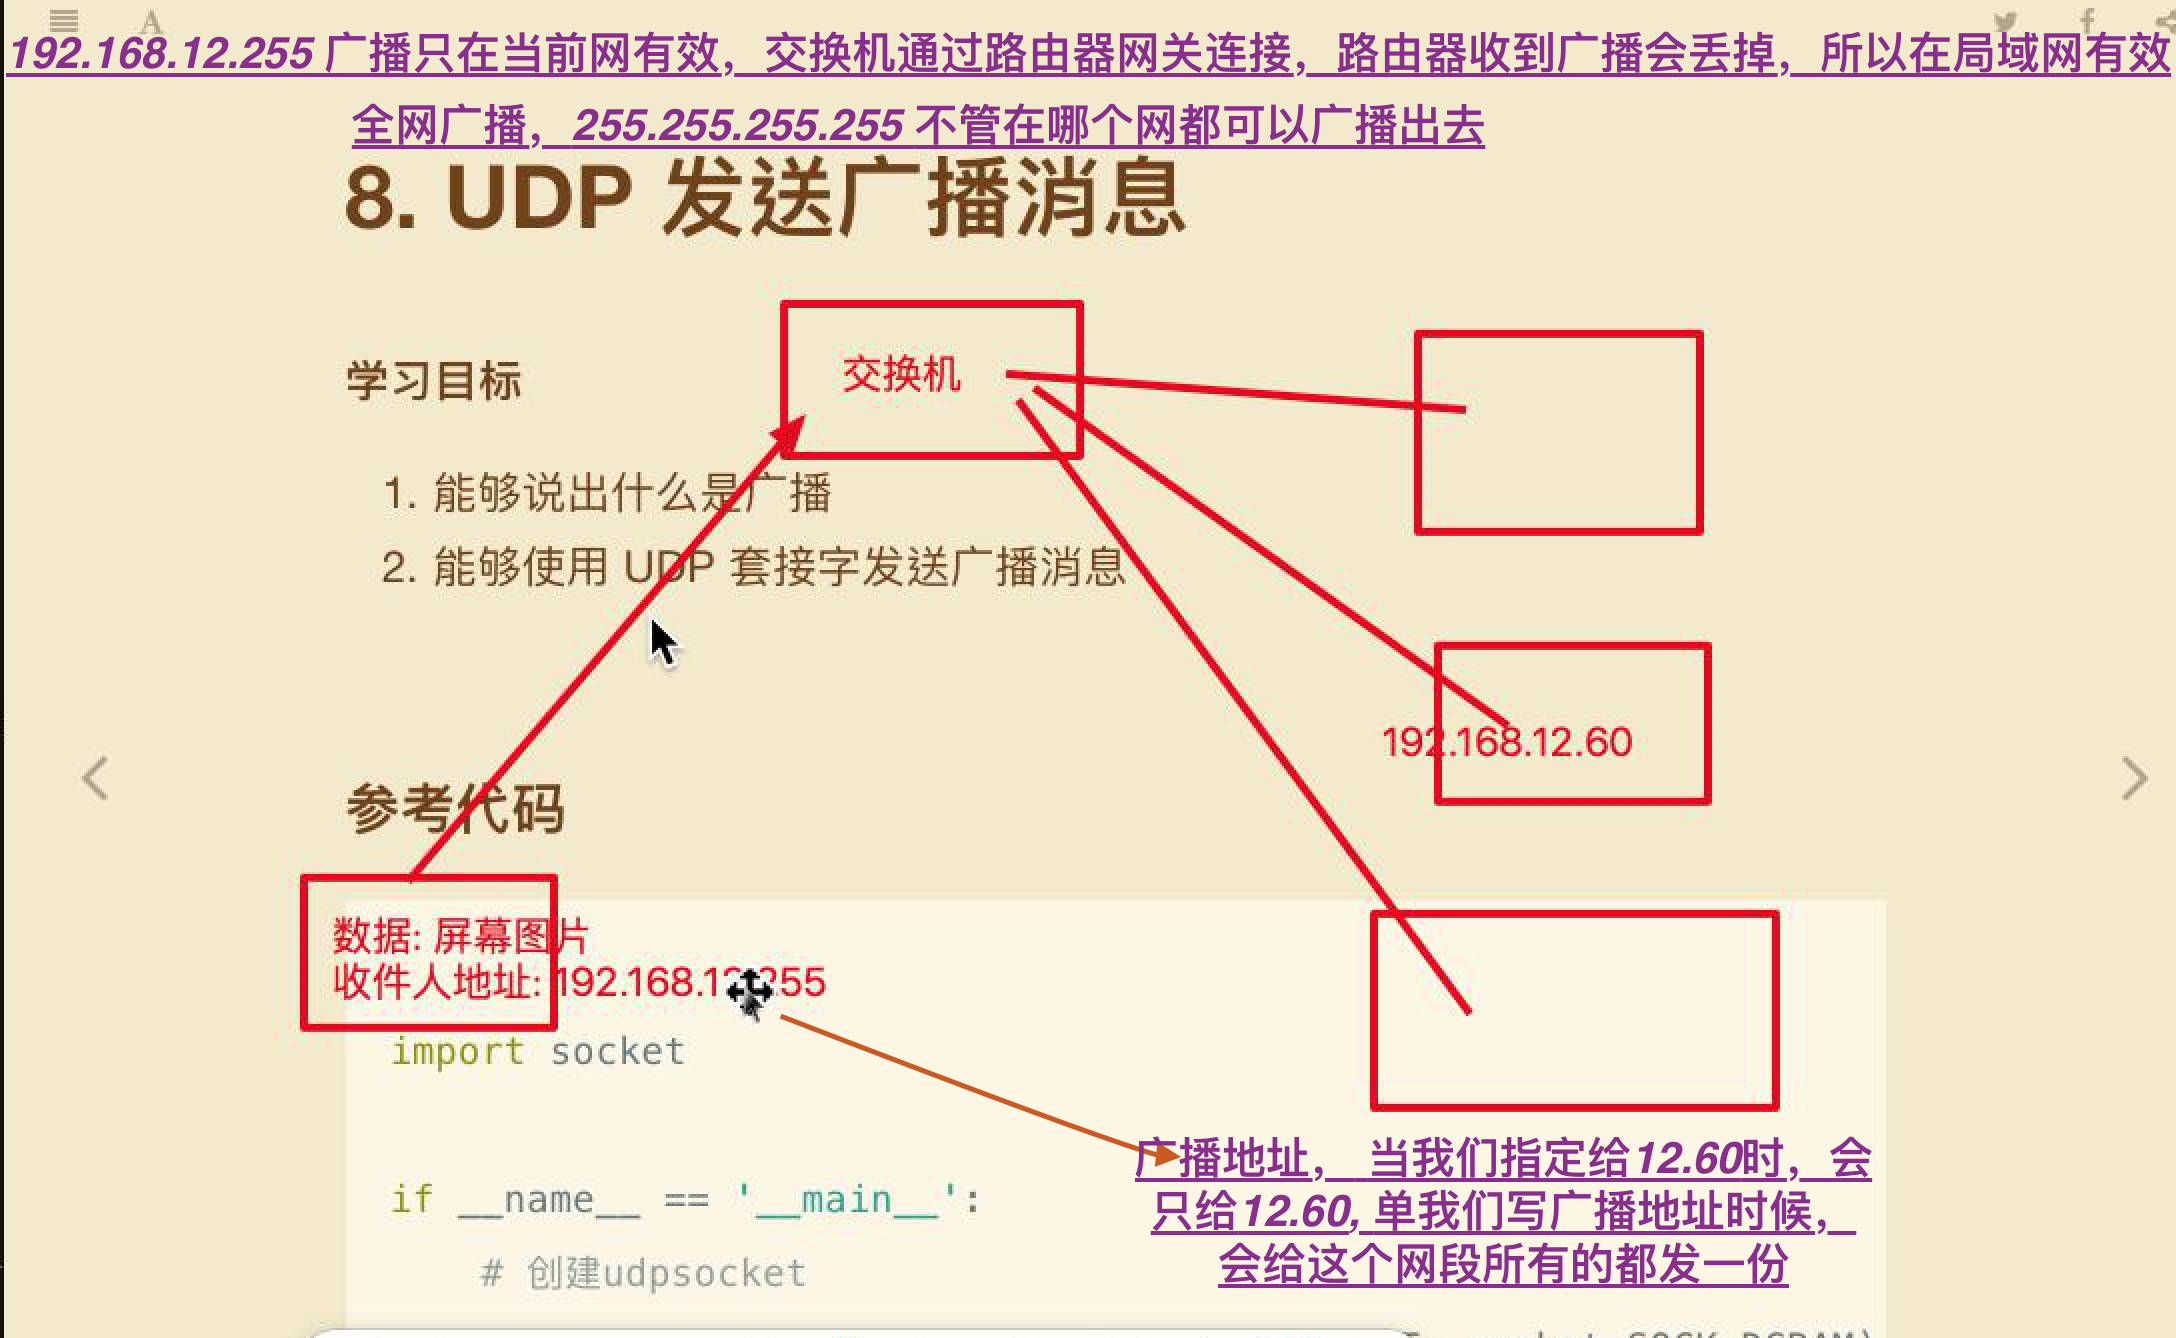 192.168.12.255 广播只在当前网有效，交换机通过路由器网关连接，路由器收到广播会丢掉，所以在局域网有效
全网广播，255.255.255.255 不管在哪个网都可以广播出去
8. UDP 发送广播消息
交换机
学习目标
1. 能够说出什么是广播
2. 能够使用 UDP 套接字发送广播消息
192.168.12.60
参考代码
数据: 屏幕图片
收件人地址: 192.168.12.255
import socket
广播地址， 当我们指定给12.60时，会
只给12.60, 单我们写广播地址时候，
会给这个网段所有的都发一份
if __name__ == '__main__':
# 创建udpsocket